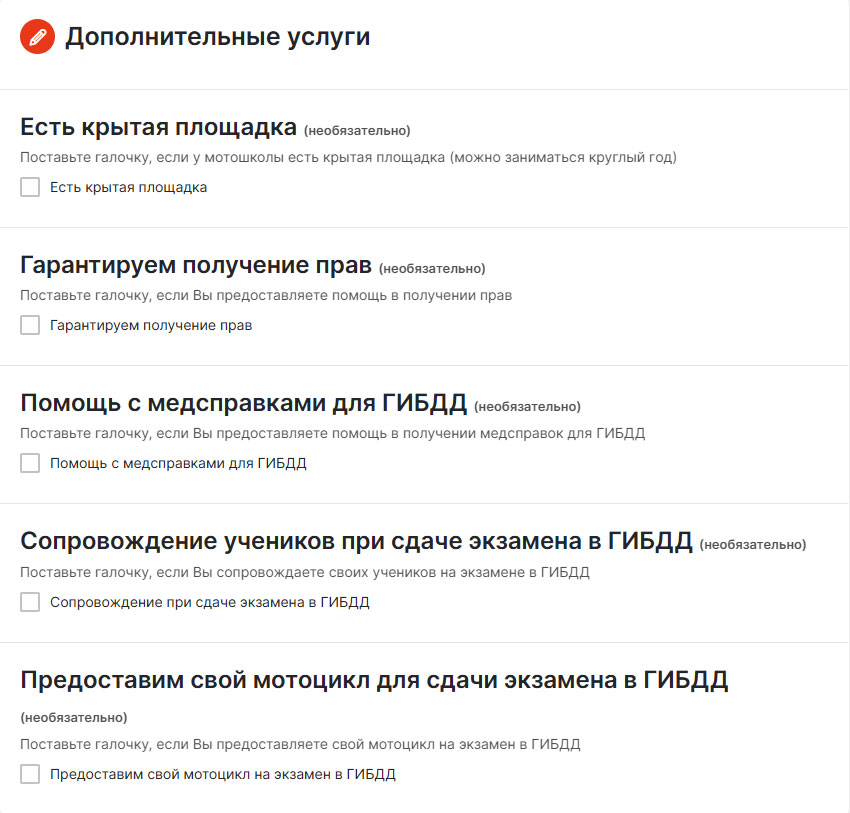 Дополнительные услуги
Есть крытая площадка (необязательно)
Поставьте галочку, если у мотошколы есть крытая площадка (можно заниматься круглый год)
Есть крытая площадка
Гарантируем получение прав (необязательно)
Поставьте галочку, если Вы предоставляете помощь в получении прав
Гарантируем получение прав
Помощь с медсправками для ГИБДД (необязательно)
Поставьте галочку, если Вы предоставляете помощь в получении медсправок для ГИБДД
Помощь с медсправками для ГИБДД
Сопровождение учеников при сдаче экзамена в ГИБДД (необязательно)
Поставьте галочку, если Вы сопровождаете своих учеников на экзамене в ГИБДД
Сопровождение при сдаче экзамена в ГИБДД
Предоставим свой мотоцикл для сдачи экзамена в ГИБДД
(необязательно)
Поставьте галочку, если Вы предоставляете свой мотоцикл на экзамен в ГИБДД
Предоставим свой мотоцикл на экзамен в ГИБДД